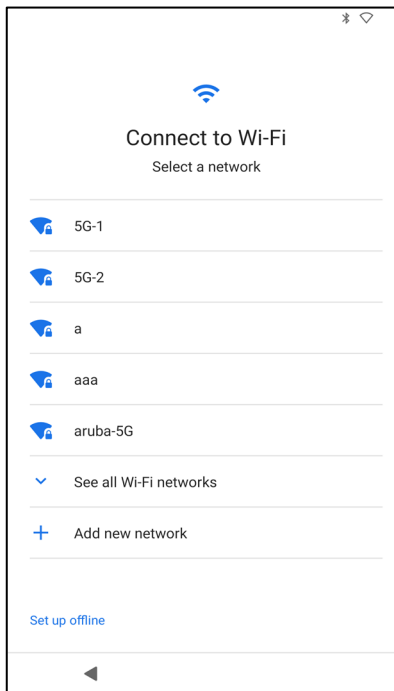 Connect to Wi-Fi
Select a network
5G-1
5G-2
a
aaa
aruba-5G
See all Wi-Fi networks
Add new network
Set up offline